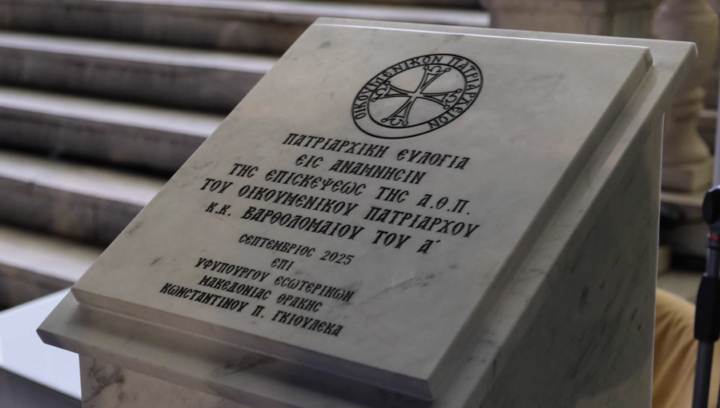 ΟΙΚΟΥΜΕΝΙΚΟΝ ΠΑΤΡΙΑΡΧΕΙΟΝ
ΠΑΤΡΙΑΡΧΙΚΗ ΕΥΛΟΓΙΑ
ΕΙΣ ΑΝΑΜΝΗΣΙΝ
ΤΗΣ ΕΠΙΣΚΕΨΕΩΣ ΤΗΣ Α.Θ.Π.
ΤΟΥ ΟΙΚΟΥΜΕΝΙΚΟΥ ΠΑΤΡΙΑΡΧΟΥ
Κ.Κ. ΒΑΡΘΟΛΟΜΑΙΟΥ ΤΟΥ Α΄
ΣΕΠΤΕΜΒΡΙΟΣ 2025
ΕΠΙ
ΥΦΥΠΟΥΡΓΟΥ ΕΣΩΤΕΡΙΚΩΝ
ΜΑΚΕΔΟΝΙΑΣ ΘΡΑΚΗΣ
ΚΩΝΣΤΑΝΤΙΝΟΥ Π. ΓΚΙΟΥΛΕΚΑ